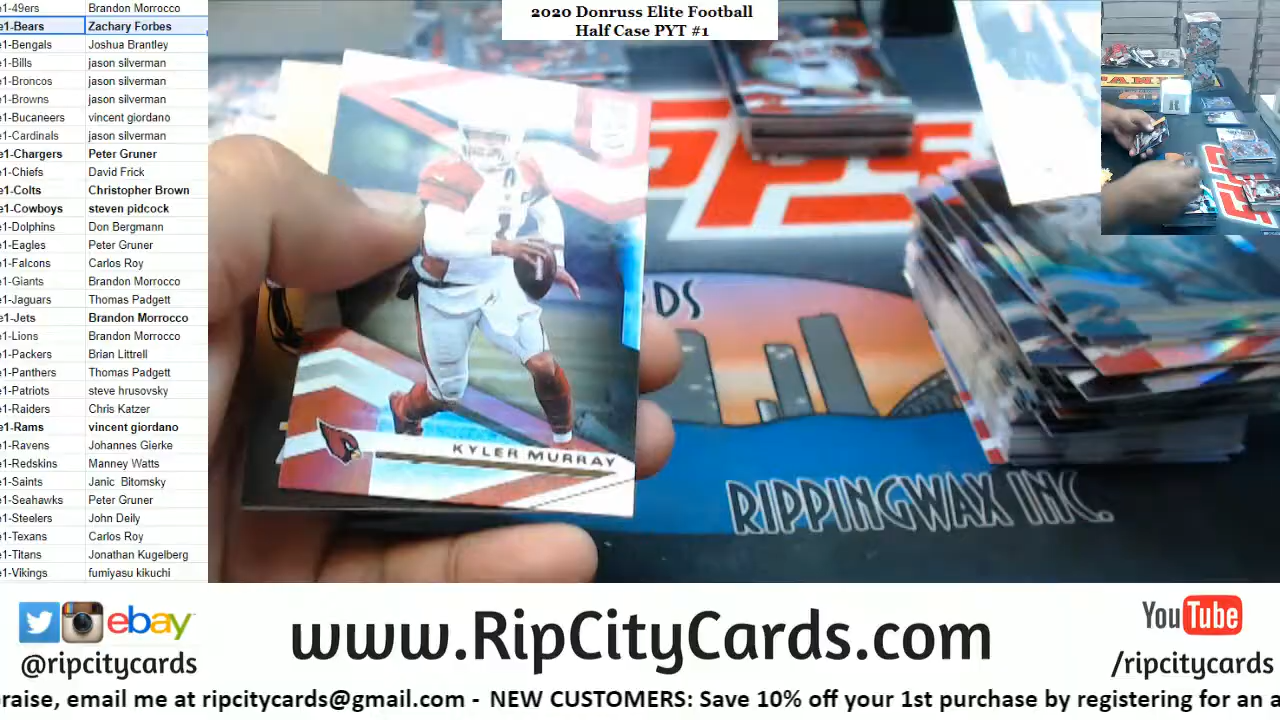 e1-49ers Brandon Morrocco
e1-Bears Zachary Forbes
e1-Bengals Joshua Brantley
e1-Bills jason silverman
e1-Broncos jason silverman
e1-Browns jason silverman
e1-Bucaneers vincent giordano
e1-Cardinals jason silverman
e1-Chargers Peter Gruner
e1-Chiefs David Frick
e1-Colts Christopher Brown
e1-Cowboys steven pidcock
e1-Dolphins Don Bergmann
e1-Eagles Peter Gruner
e1-Falcons Carlos Roy
e1-Giants Brandon Morrocco
e1-Jaguars Thomas Padgett
e1-Jets Brandon Morrocco
e1-Lions Brandon Morrocco
e1-Packers Brian Littrell
e1-Panthers Thomas Padgett
e1-Patriots steve hrusovsky
e1-Raiders Chris Katzer
e1-Rams vincent giordano
e1-Ravens Johannes Gierke
e1-Redskins Manney Watts
e1-Saints Janic Bitomsky
e1-Seahawks Peter Gruner
e1-Steelers John Deily
e1-Texans Carlos Roy
e1-Titans Jonathan Kugelberg
e1-Vikings fumiyasu kikuchi
2020 Donruss Elite Football
Half Case PYT #1
KYLER MURRAY
DS
RIPPINGWAX INC.
ebay
@ripcitycards
www.RipCityCards.com
YouTube
/ripcitycards
raise, email me at ripcitycards@gmail.com - NEW CUSTOMERS: Save 10% off your 1st purchase by registering for an a